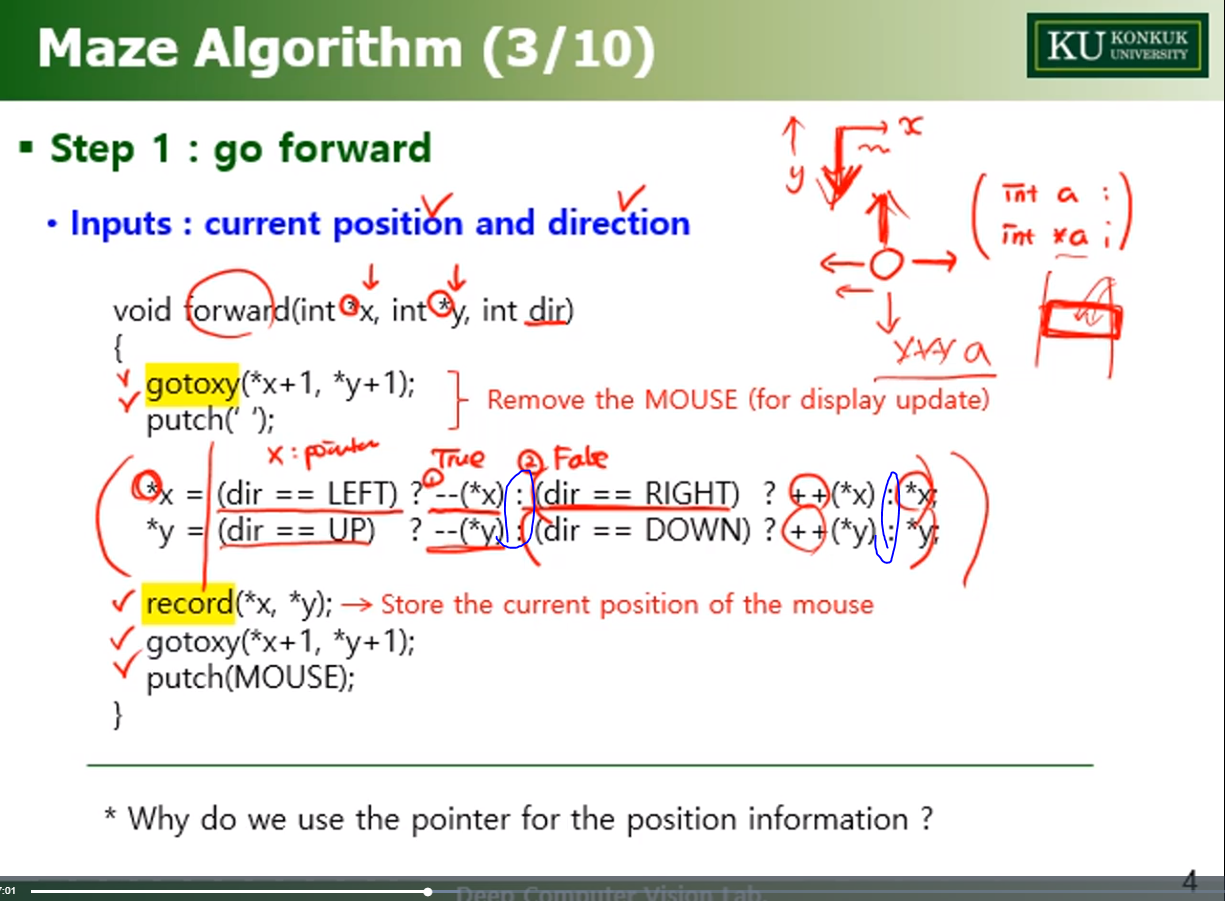 Maze Algorithm (3/10)
KU KONKUK UNIVERSITY
▪ Step 1 : go forward
• Inputs : current position and direction
x
y
int a ;
int *a ;
a
void forward(int *x, int *y, int dir)
{
gotoxy(*x+1, *y+1);
putch(‘ ’);
Remove the MOUSE (for display update)
x : pointer
① True ② False
*x = (dir == LEFT) ? --(*x) : (dir == RIGHT) ? ++(*x) : *x;
*y = (dir == UP) ? --(*y) : (dir == DOWN) ? ++(*y) : *y;
record(*x, *y); → Store the current position of the mouse
gotoxy(*x+1, *y+1);
putch(MOUSE);
}
* Why do we use the pointer for the position information ?
:01
4
Deep Computer Vision Lab